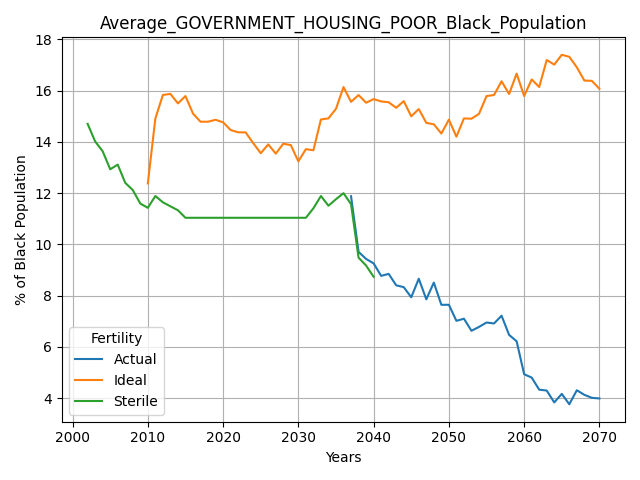 Average_GOVERNMENT_HOUSING_POOR_Black_Population
% of Black Population
18
16
14
12
10
8
6
4
Fertility
Actual
Ideal
Sterile
2000 2010 2020 2030 2040 2050 2060 2070
Years